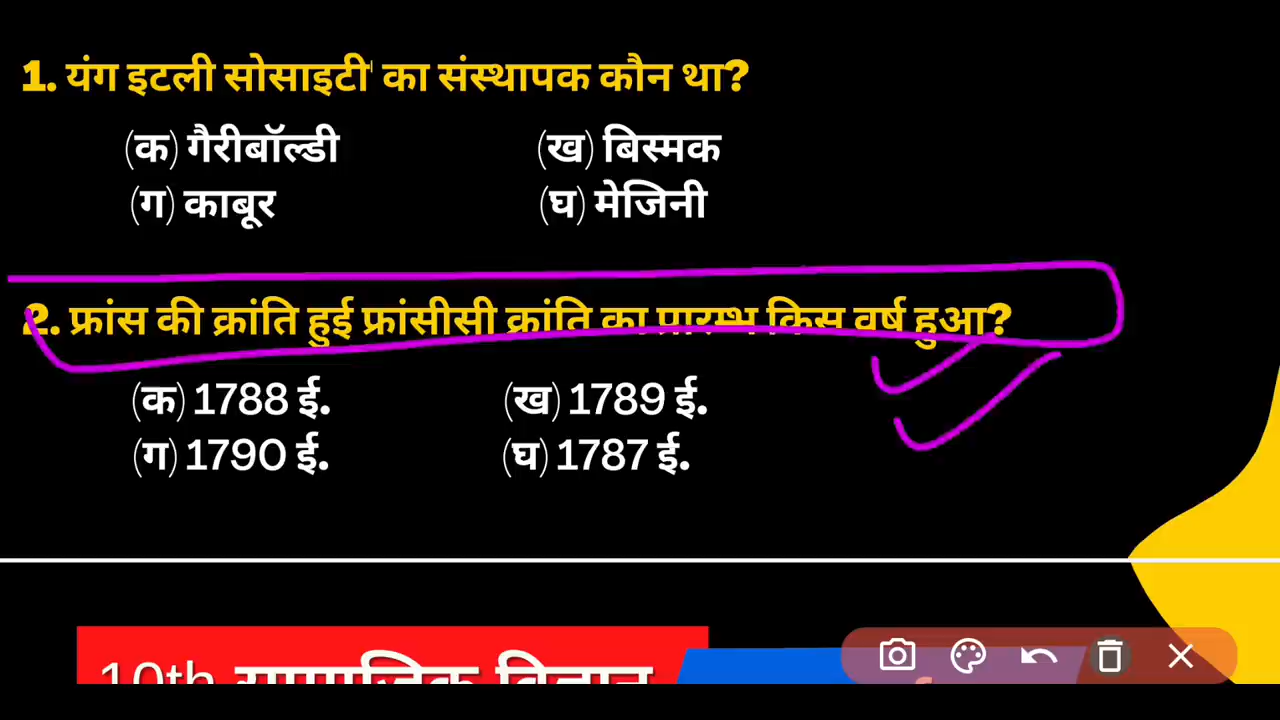 1. यंग इटली सोसाइटी' का संस्थापक कौन था?
(क) गैरीबॉल्डी (ख) बिस्मक
(ग) काबूर (घ) मेजिनी
2. फ्रांस की क्रांति हुई फ्रांसीसी क्रांति का प्रारम्भ किस वर्ष हुआ?
(क) 1788 ई. (ख) 1789 ई.
(ग) 1790 ई. (घ) 1787 ई.
10th सामाजिक विज्ञान